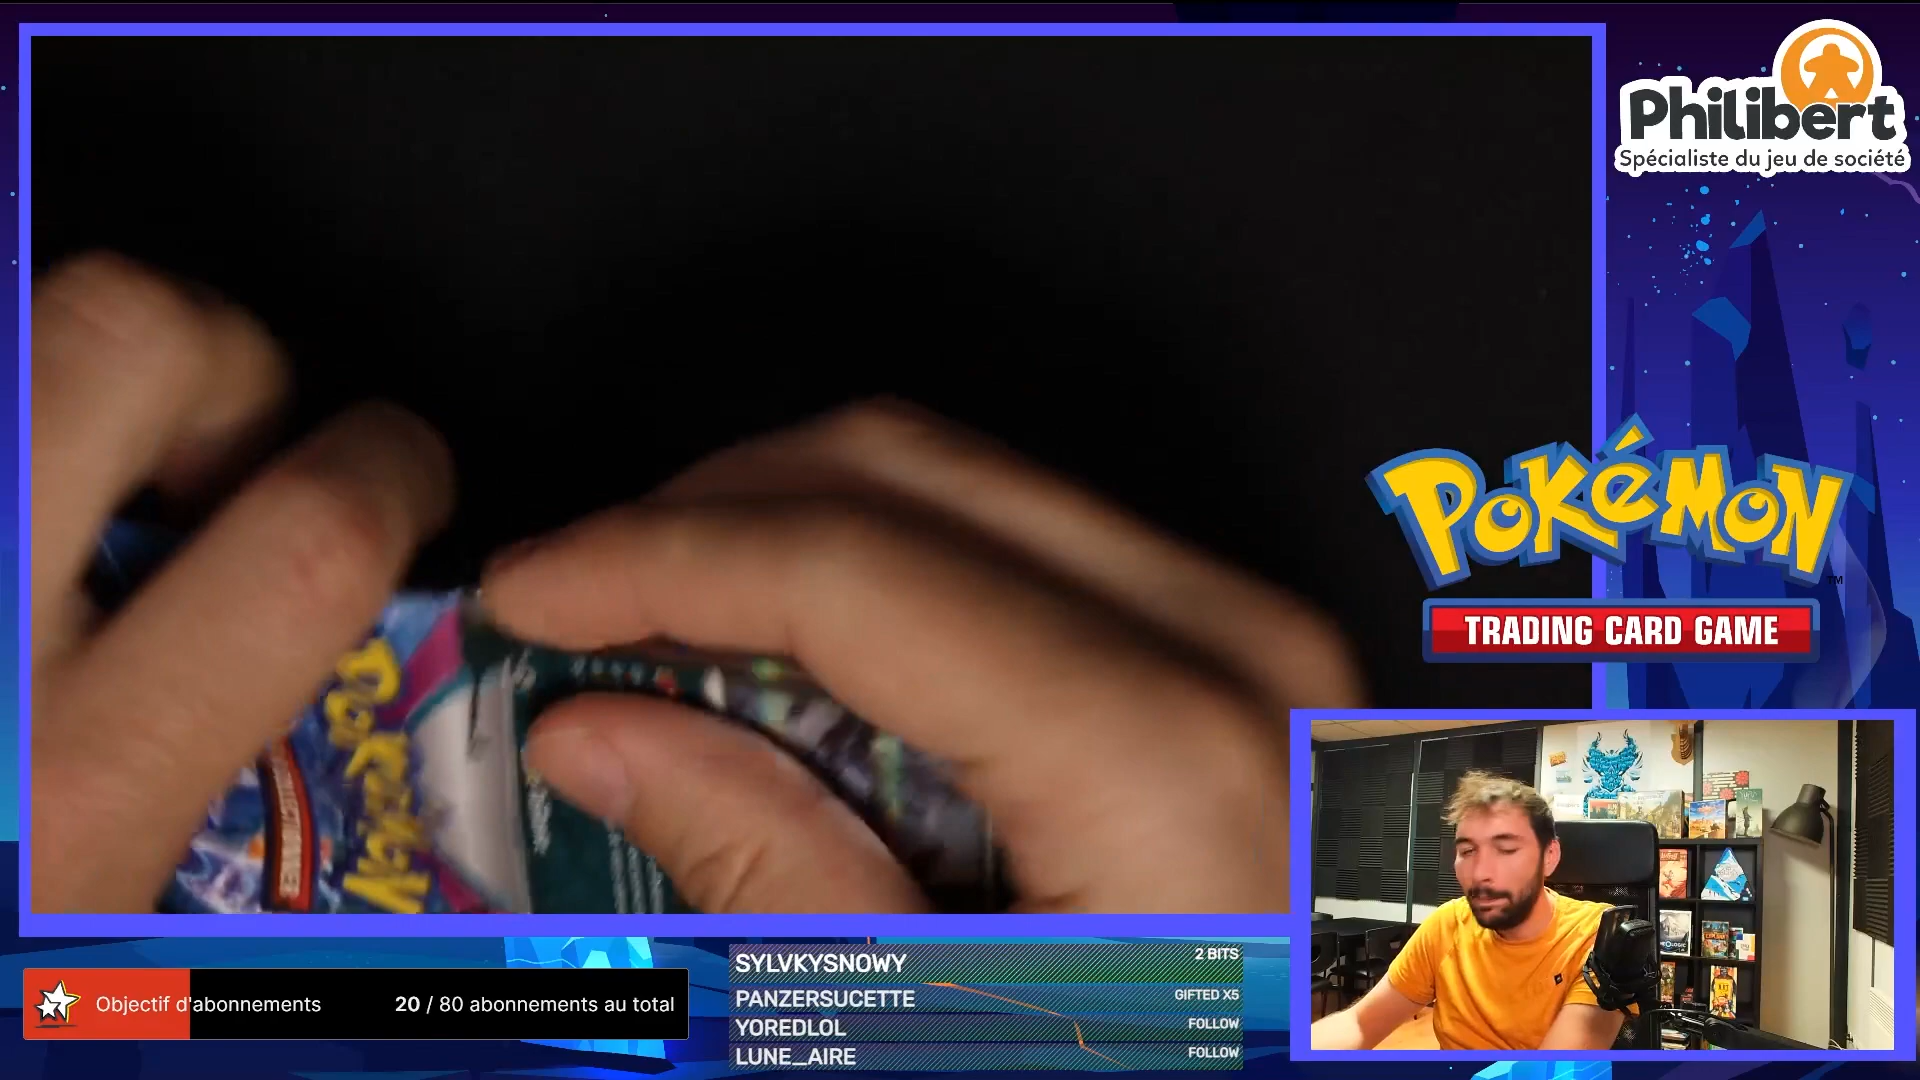 Philibert
Spécialiste du jeu de société
POKÉMON
TM
TRADING CARD GAME
POKÉMON
Objectif d'abonnements
20 / 80 abonnements au total
SYLVKYSNOWY
2 BITS
PANZERSUCETTE
GIFTED X5
YOREDLOL
FOLLOW
LUNE_AIRE
FOLLOW